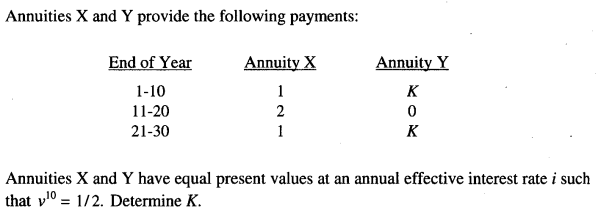 Annuities X and Y provide the following payments:
End of Year Annuity X Annuity Y
1-10 1 K
11-20 2 0
21-30 1 K
Annuities X and Y have equal present values at an annual effective interest rate i such
that v¹⁰ = 1/2. Determine K.